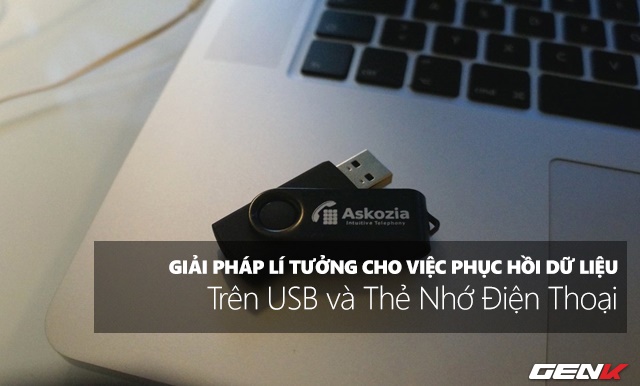 Askozia
Intuitive Telephony
GIẢI PHÁP LÍ TƯỞNG CHO VIỆC PHỤC HỒI DỮ LIỆU
Trên USB và Thẻ Nhớ Điện Thoại
GENK